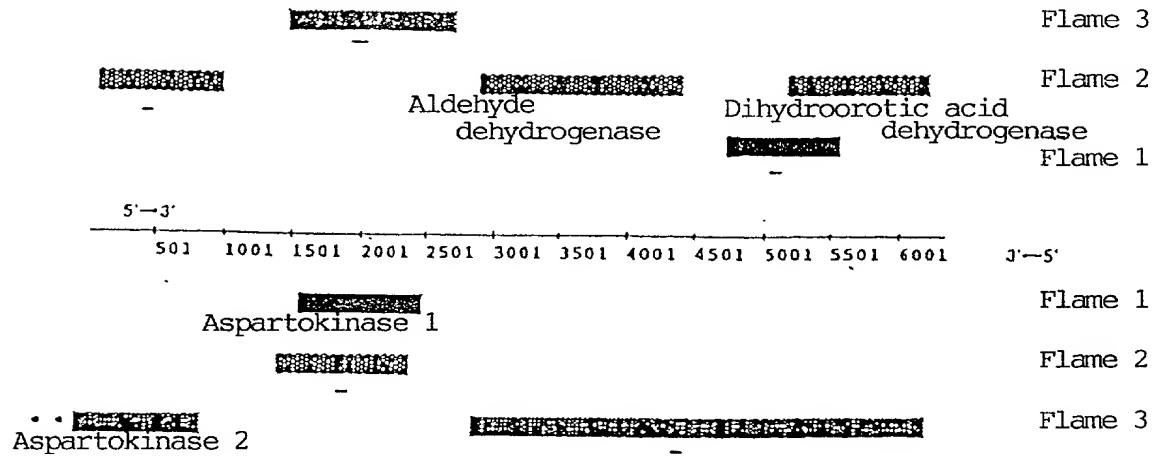 Flame 3
Flame 2
Aldehyde
dehydrogenase
Dihydroorotic acid
dehydrogenase
Flame 1
5'→3'
501 1001 1501 2001 2501 3001 3501 4001 4501 5001 5501 6001
3'←5'
Flame 1
Aspartokinase 1
Flame 2
Flame 3
Aspartokinase 2